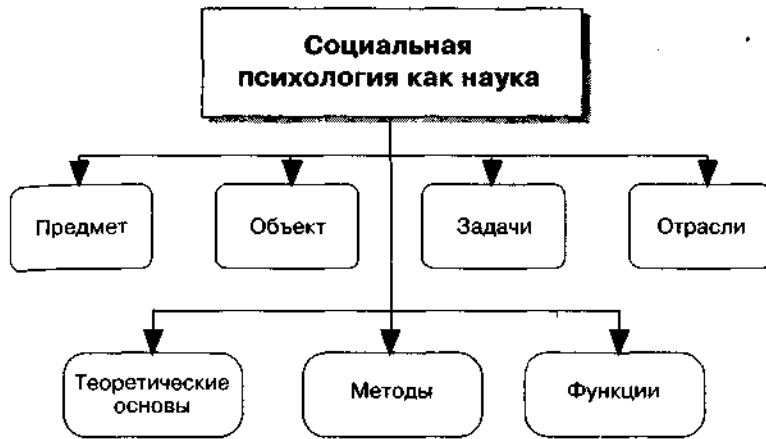 Социальная
психология как наука
Предмет
Объект
Задачи
Отрасли
Теоретические
основы
Методы
Функции